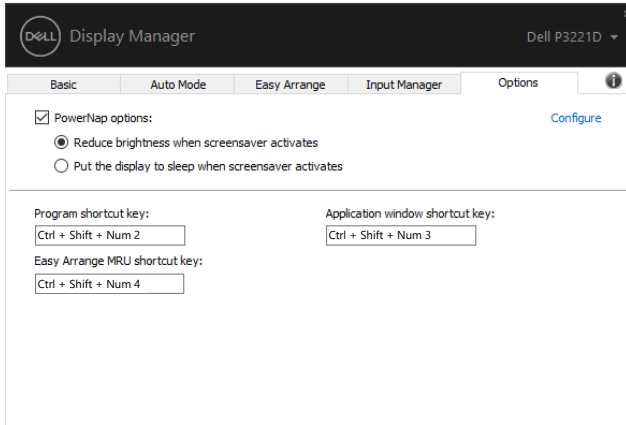 DELL Display Manager
Dell P3221D
Basic Auto Mode Easy Arrange Input Manager Options
PowerNap options:
Configure
Reduce brightness when screensaver activates
Put the display to sleep when screensaver activates
Program shortcut key:
Application window shortcut key:
Ctrl + Shift + Num 2
Ctrl + Shift + Num 3
Easy Arrange MRU shortcut key:
Ctrl + Shift + Num 4